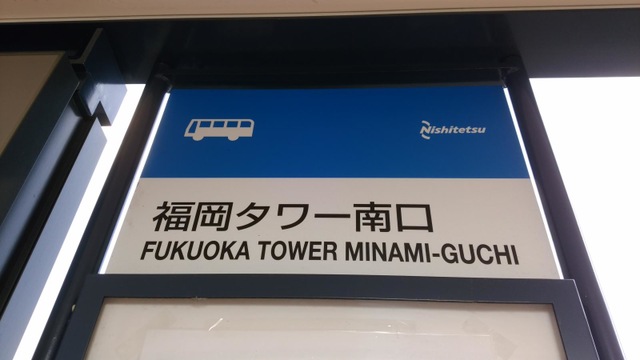 Nishitetsu
福岡タワー南口
FUKUOKA TOWER MINAMI-GUCHI